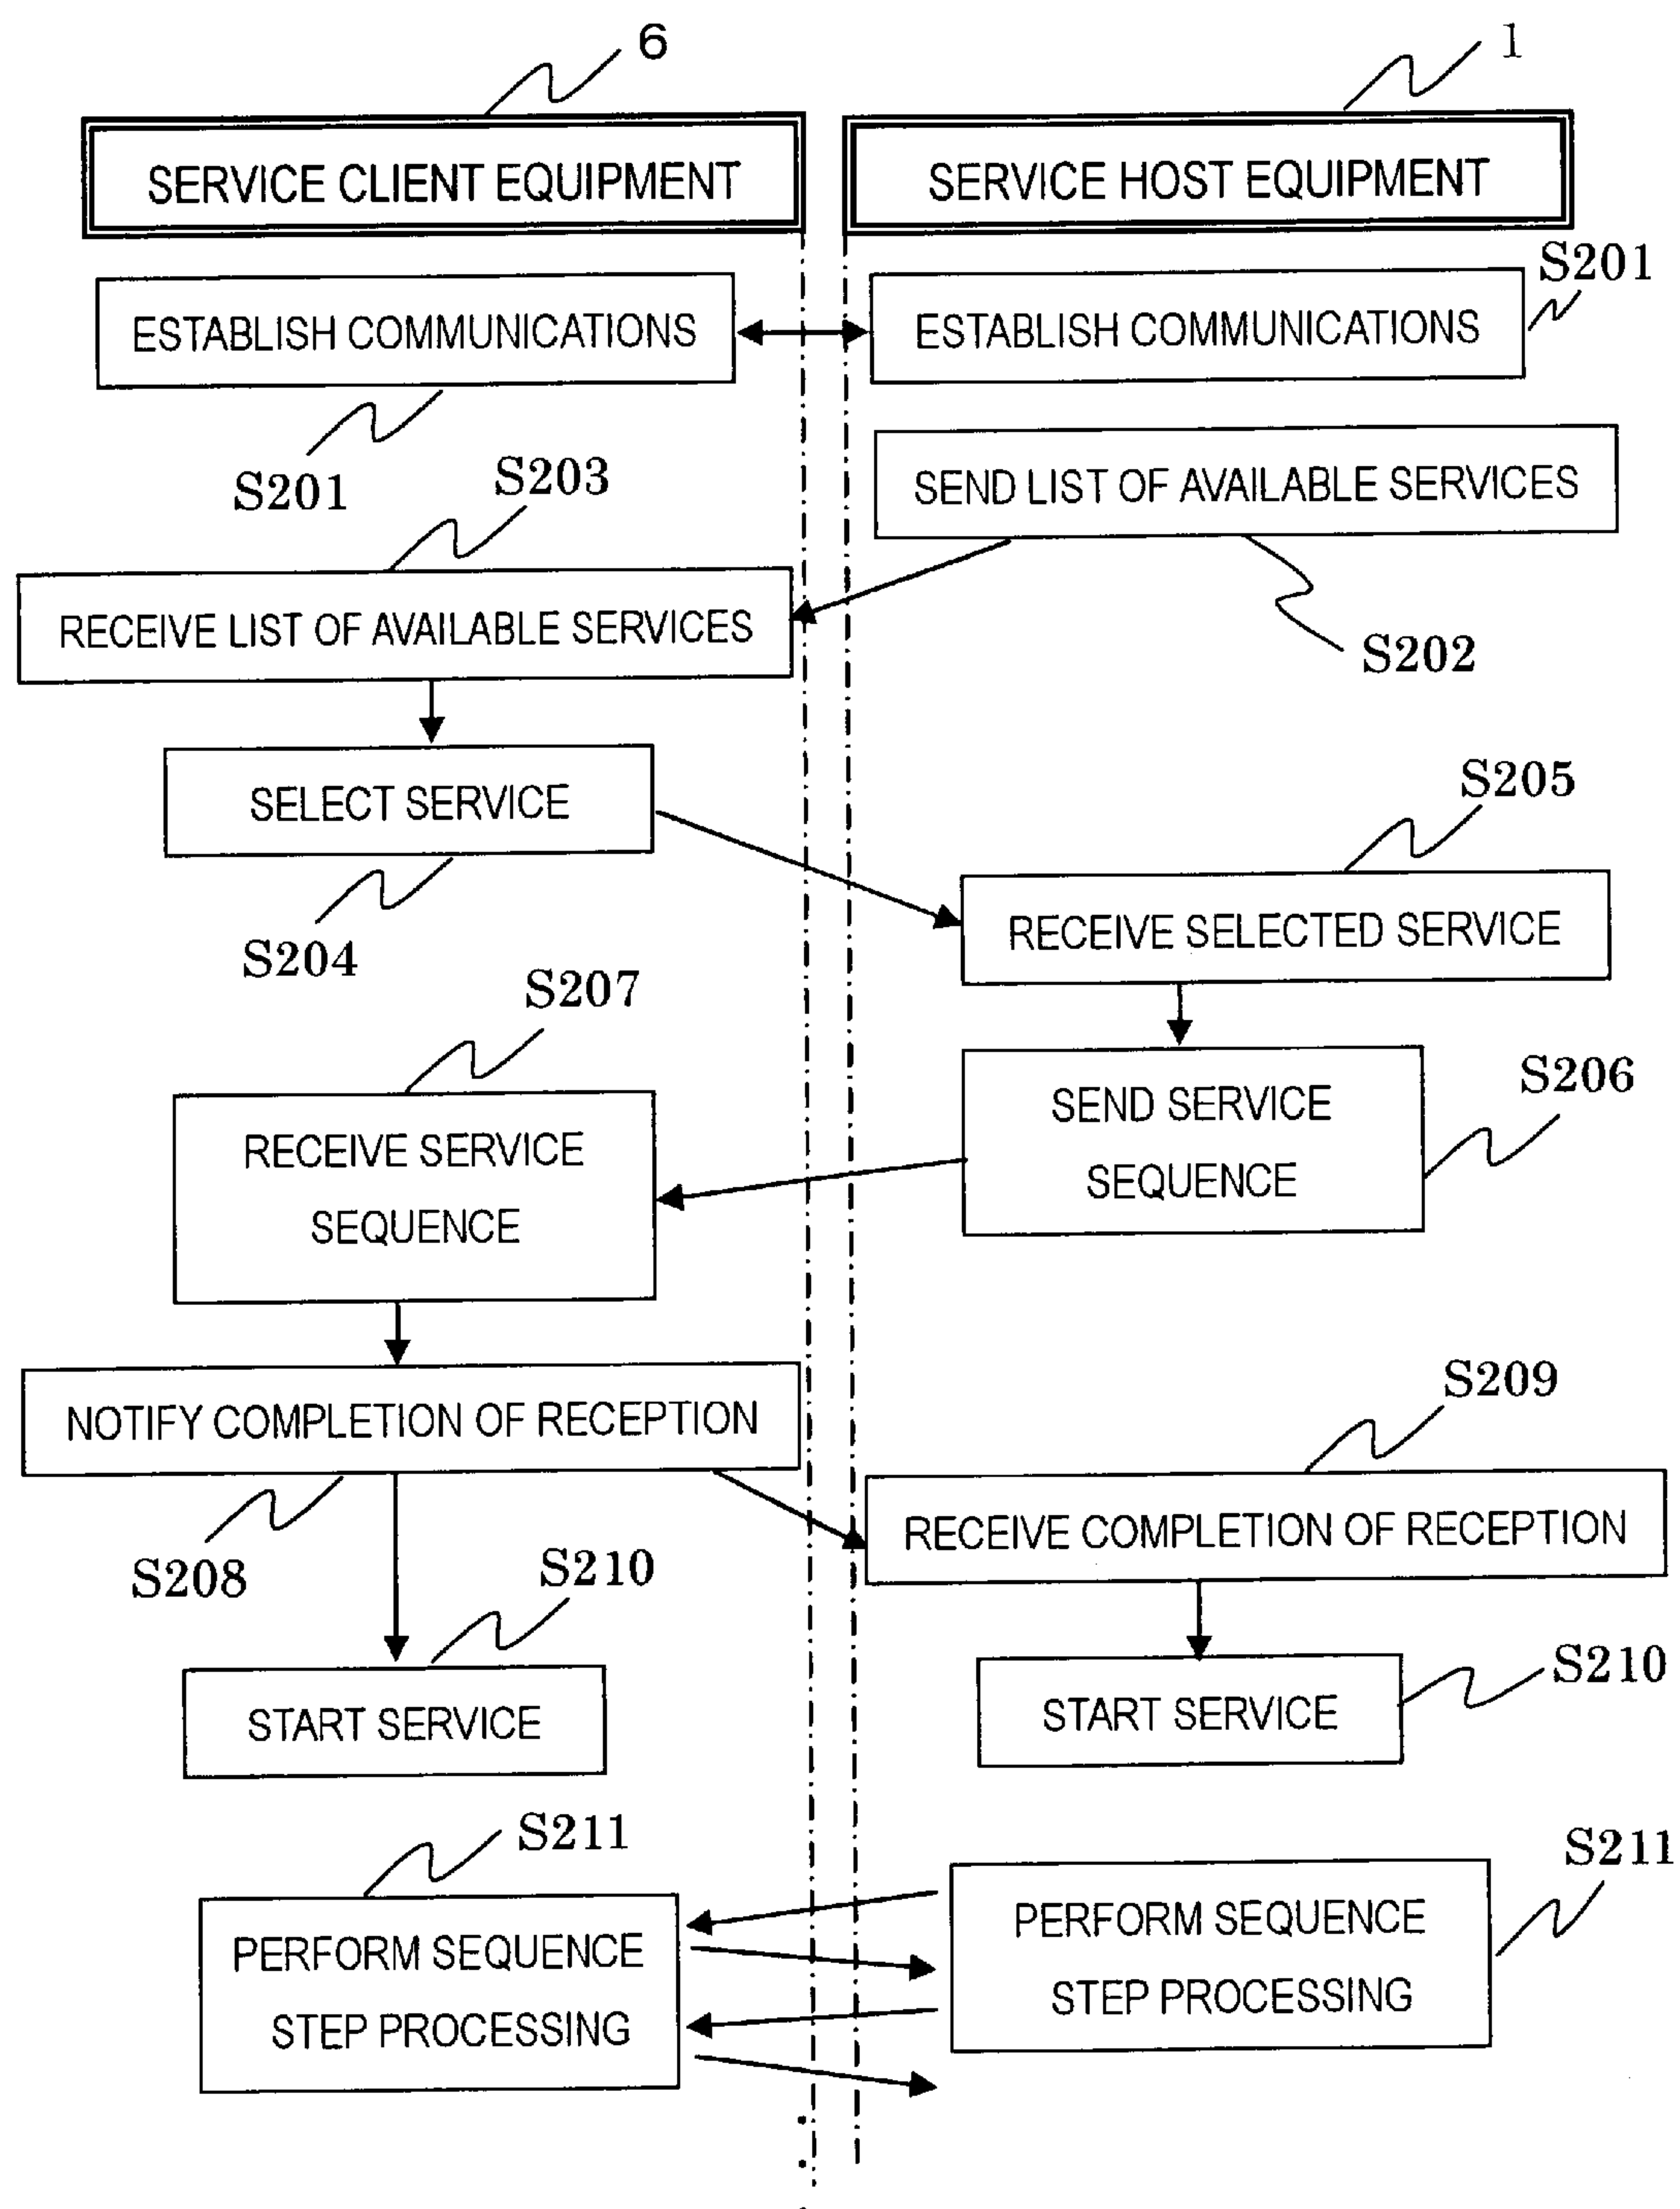 6
1
SERVICE CLIENT EQUIPMENT
SERVICE HOST EQUIPMENT
S201
ESTABLISH COMMUNICATIONS
ESTABLISH COMMUNICATIONS
S201
S203
SEND LIST OF AVAILABLE SERVICES
RECEIVE LIST OF AVAILABLE SERVICES
S202
SELECT SERVICE
S205
S204
RECEIVE SELECTED SERVICE
S207
SEND SERVICE
SEQUENCE
S206
RECEIVE SERVICE
SEQUENCE
NOTIFY COMPLETION OF RECEPTION
S209
S208
RECEIVE COMPLETION OF RECEPTION
S210
START SERVICE
START SERVICE
S210
S211
S211
PERFORM SEQUENCE
STEP PROCESSING
PERFORM SEQUENCE
STEP PROCESSING